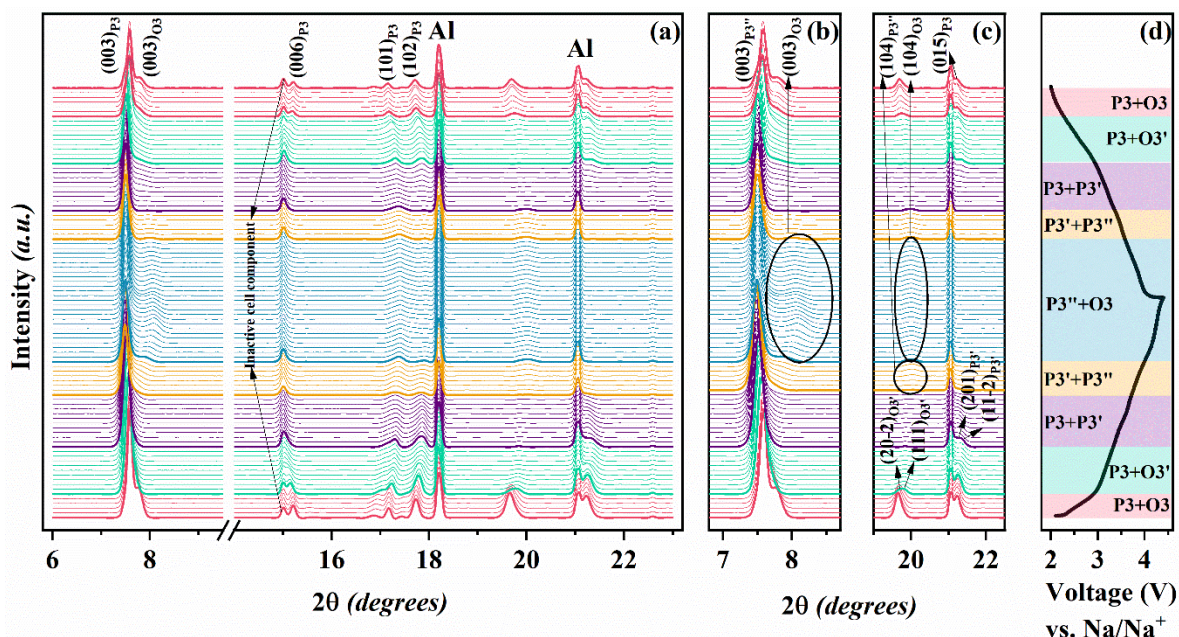 Intensity (a.u.)
(003)P3
(003)O3
(006)P3
(101)P3
(102)P3
Al
Al
(a)
Inactive cell component
6
8
16
18
20
22
2θ (degrees)
(003)P3"
(003)O3
(b)
7
8
2θ (degrees)
(104)P3"
(104)O3
(015)P3
(c)
(20-2)O3'
(111)O3'
(201)P3'
(11-2)P3'
20
22
(d)
P3+O3
P3+O3'
P3+P3'
P3'+P3''
P3''+O3
P3'+P3''
P3+P3'
P3+O3'
P3+O3
2
3
4
Voltage (V)
vs. Na/Na+